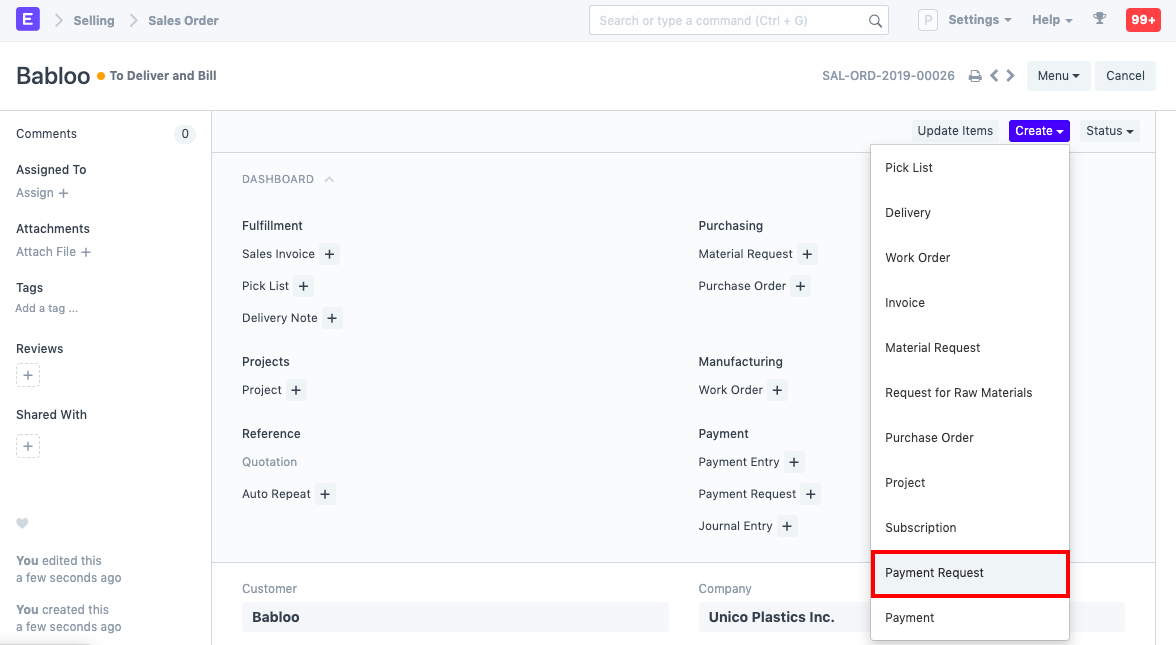 E Selling Sales Order Search or type a command (Ctrl + G) P Settings Help 99+
Babloo To Deliver and Bill SAL-ORD-2019-00026 Menu Cancel
Comments 0
Assigned To
Assign +
Attachments
Attach File +
Tags
Add a tag ...
Reviews
+
Shared With
+
You edited this
a few seconds ago
You created this
a few seconds ago
Update Items Create Status
DASHBOARD
Fulfillment
Sales Invoice +
Pick List +
Delivery Note +
Projects
Project +
Reference
Quotation
Auto Repeat +
Purchasing
Material Request +
Purchase Order +
Manufacturing
Work Order +
Payment
Payment Entry +
Payment Request +
Journal Entry +
Customer
Babloo
Company
Unico Plastics Inc.
Pick List
Delivery
Work Order
Invoice
Material Request
Request for Raw Materials
Purchase Order
Project
Subscription
Payment Request
Payment